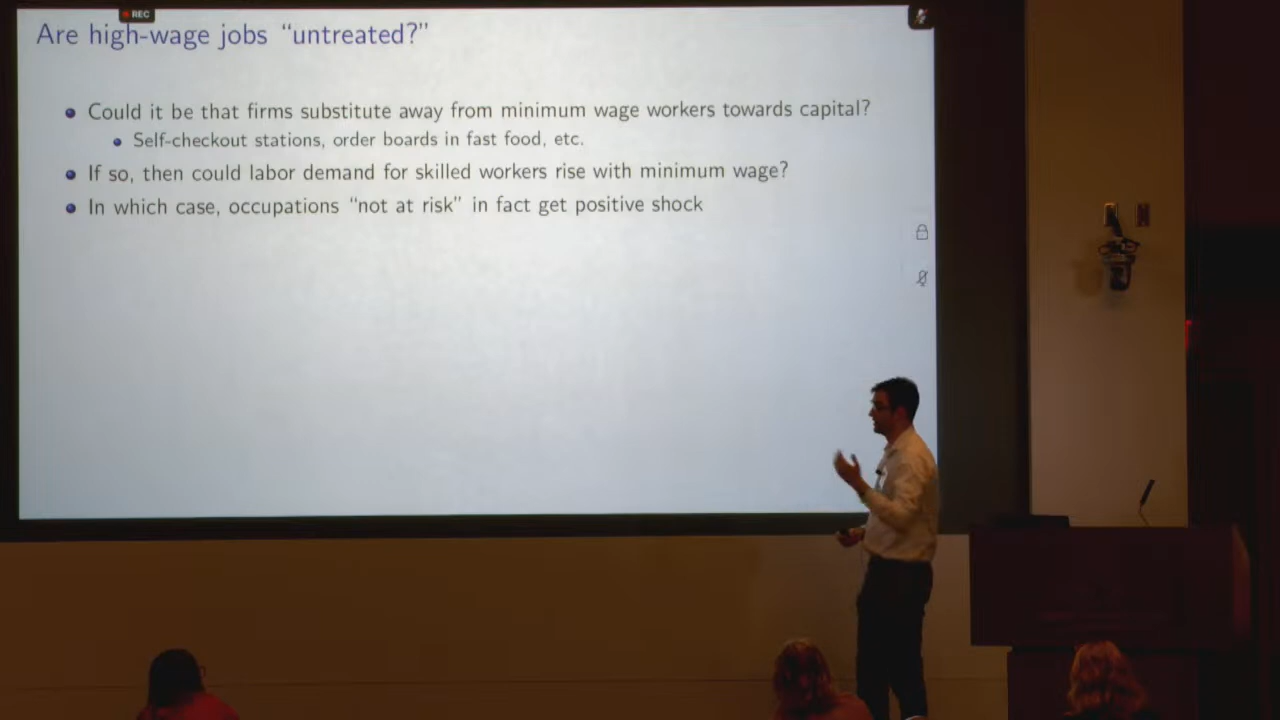 REC
Are high-wage jobs “untreated?”
Could it be that firms substitute away from minimum wage workers towards capital?
Self-checkout stations, order boards in fast food, etc.
If so, then could labor demand for skilled workers rise with minimum wage?
In which case, occupations “not at risk” in fact get positive shock